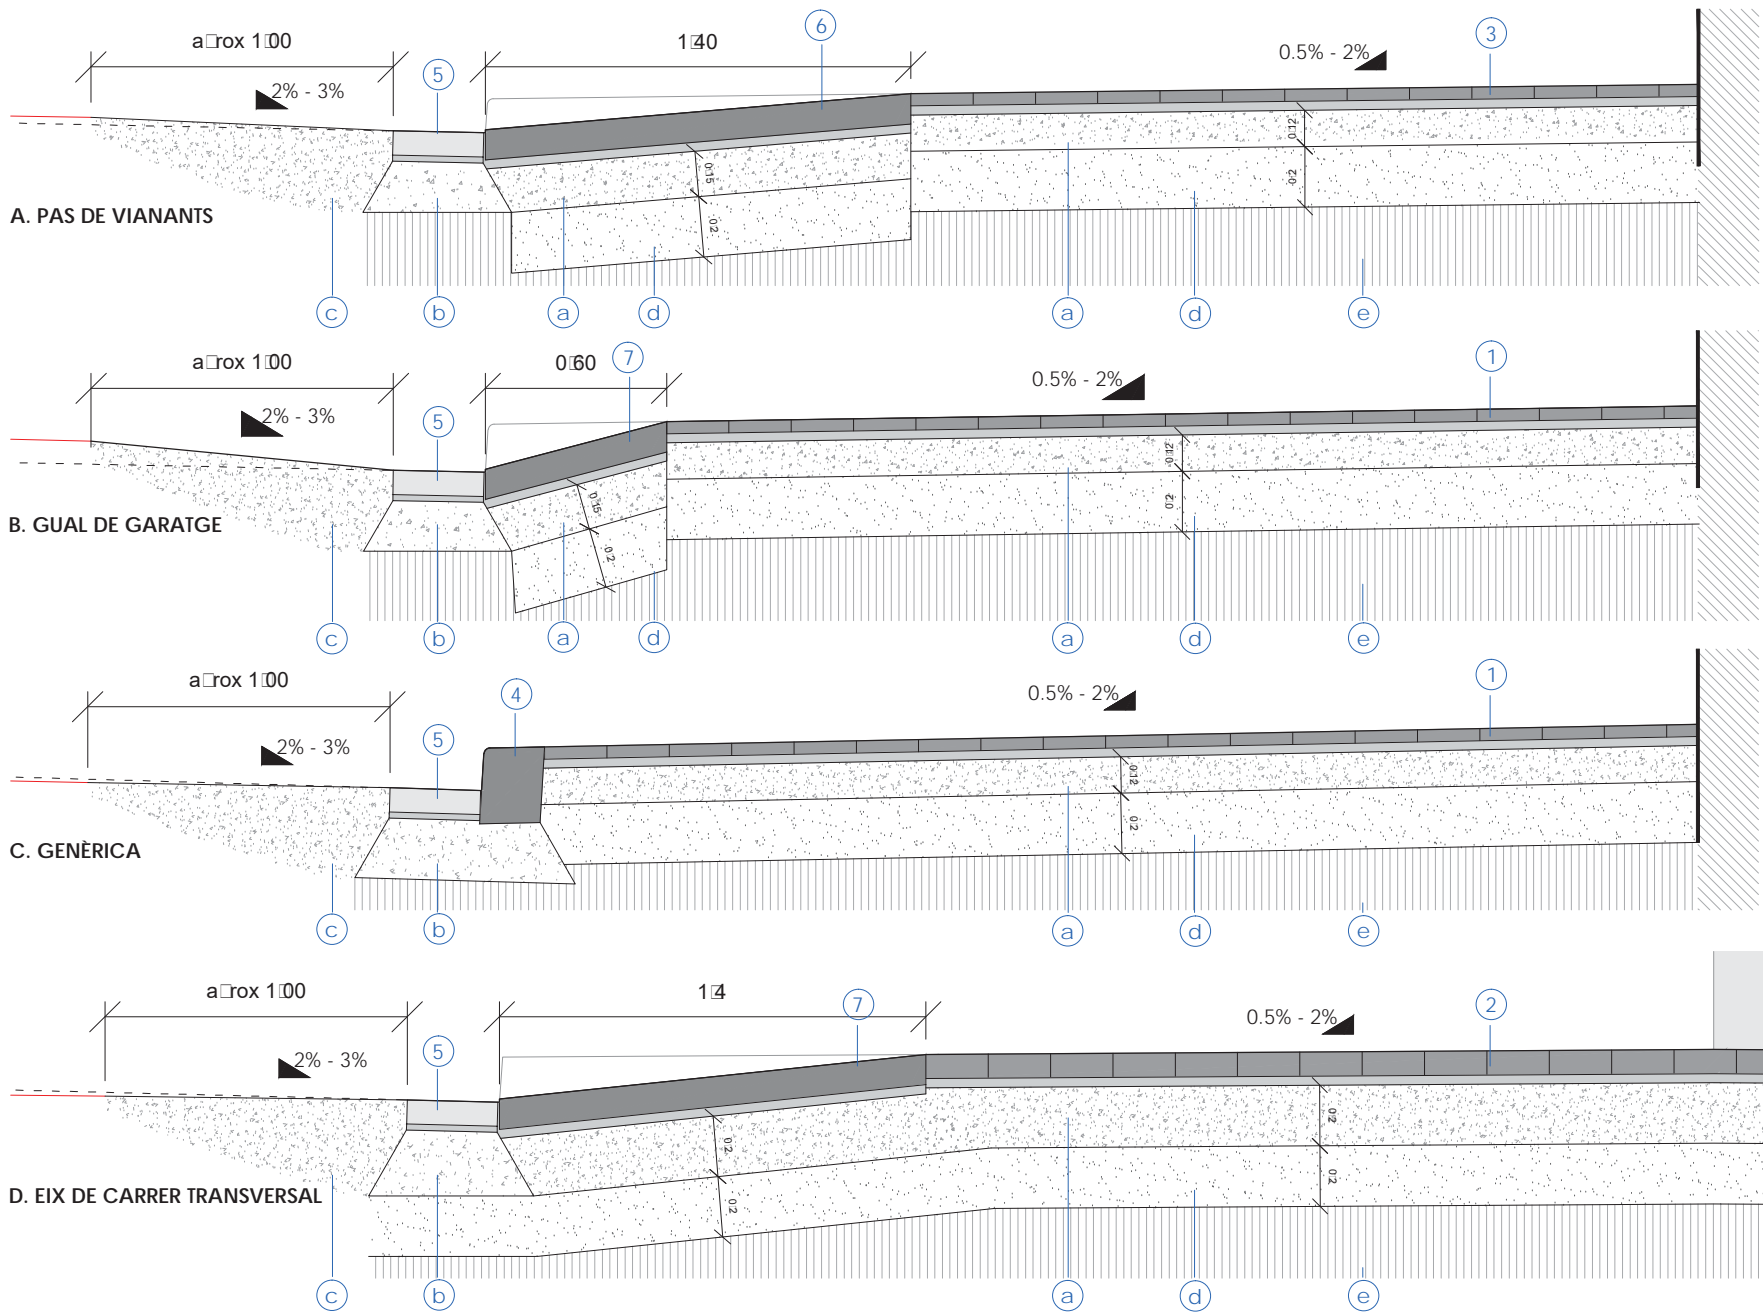 a□rox 1□00
1□40
6
3
0.5% - 2%
5
2% - 3%
0□12
0□15
0□2
0□2
A. PAS DE VIANANTS
c
b
a
d
a
d
e
a□rox 1□00
0□60
7
1
0.5% - 2%
5
2% - 3%
0□12
0□15
0□2
0□2
B. GUAL DE GARATGE
c
b
a
d
a
d
e
a□rox 1□00
4
1
0.5% - 2%
5
2% - 3%
0□12
0□2
C. GENÈRICA
c
b
a
d
e
a□rox 1□00
1□4
7
2
0.5% - 2%
5
2% - 3%
0□2
0□2
0□2
0□2
D. EIX DE CARRER TRANSVERSAL
c
b
a
d
e